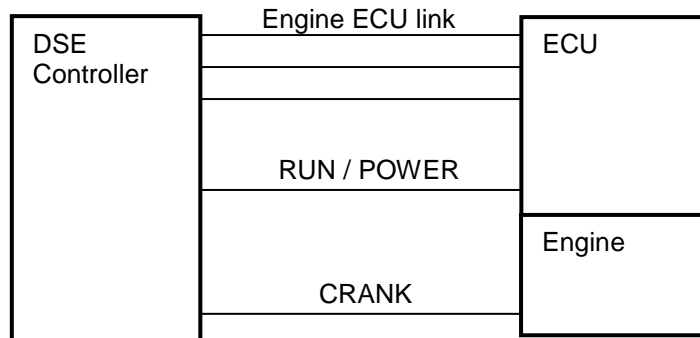 Engine ECU link
DSE
Controller
ECU
RUN / POWER
Engine
CRANK